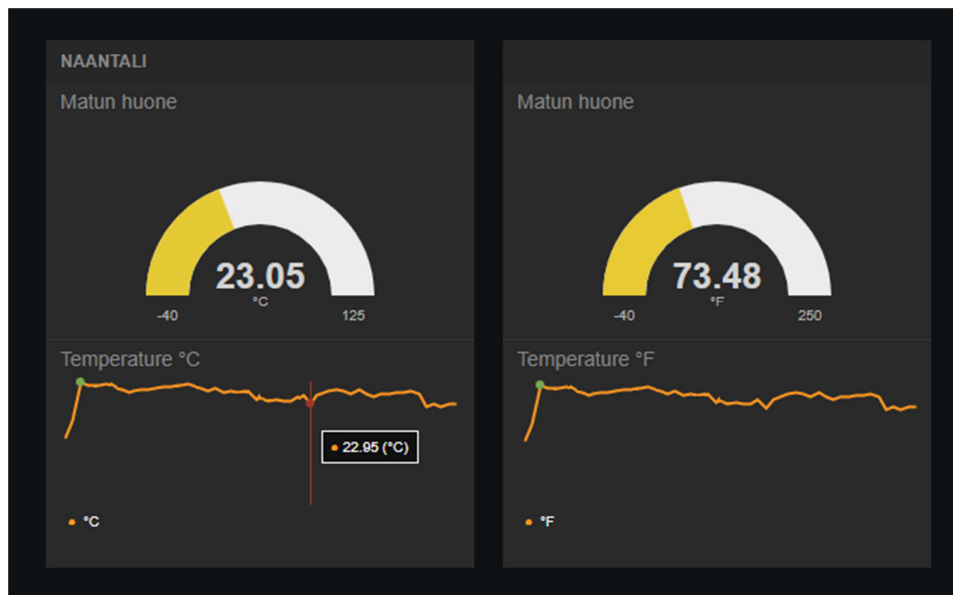 NAANTALI
Matun huone
23.05
°C
-40
125
Temperature °C
22.95 (°C)
°C
Matun huone
73.48
°F
-40
250
Temperature °F
°F